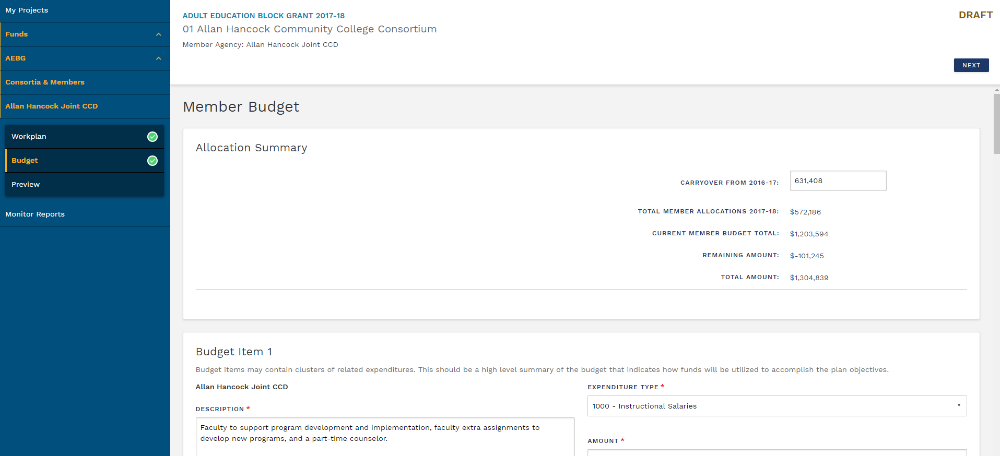 My Projects
Funds
AEBG
Consortia & Members
Allan Hancock Joint CCD
Workplan
Budget
Preview
Monitor Reports
ADULT EDUCATION BLOCK GRANT 2017-18
DRAFT
01 Allan Hancock Community College Consortium
Member Agency: Allan Hancock Joint CCD
NEXT
Member Budget
Allocation Summary
CARRYOVER FROM 2016-17: 631,408
TOTAL MEMBER ALLOCATIONS 2017-18: $572,186
CURRENT MEMBER BUDGET TOTAL: $1,203,594
REMAINING AMOUNT: $-101,245
TOTAL AMOUNT: $1,304,839
Budget Item 1
Budget items may contain clusters of related expenditures. This should be a high level summary of the budget that indicates how funds will be utilized to accomplish the plan objectives.
Allan Hancock Joint CCD
DESCRIPTION *
Faculty to support program development and implementation, faculty extra assignments to
develop new programs, and a part-time counselor.
EXPENDITURE TYPE *
1000 - Instructional Salaries
AMOUNT *